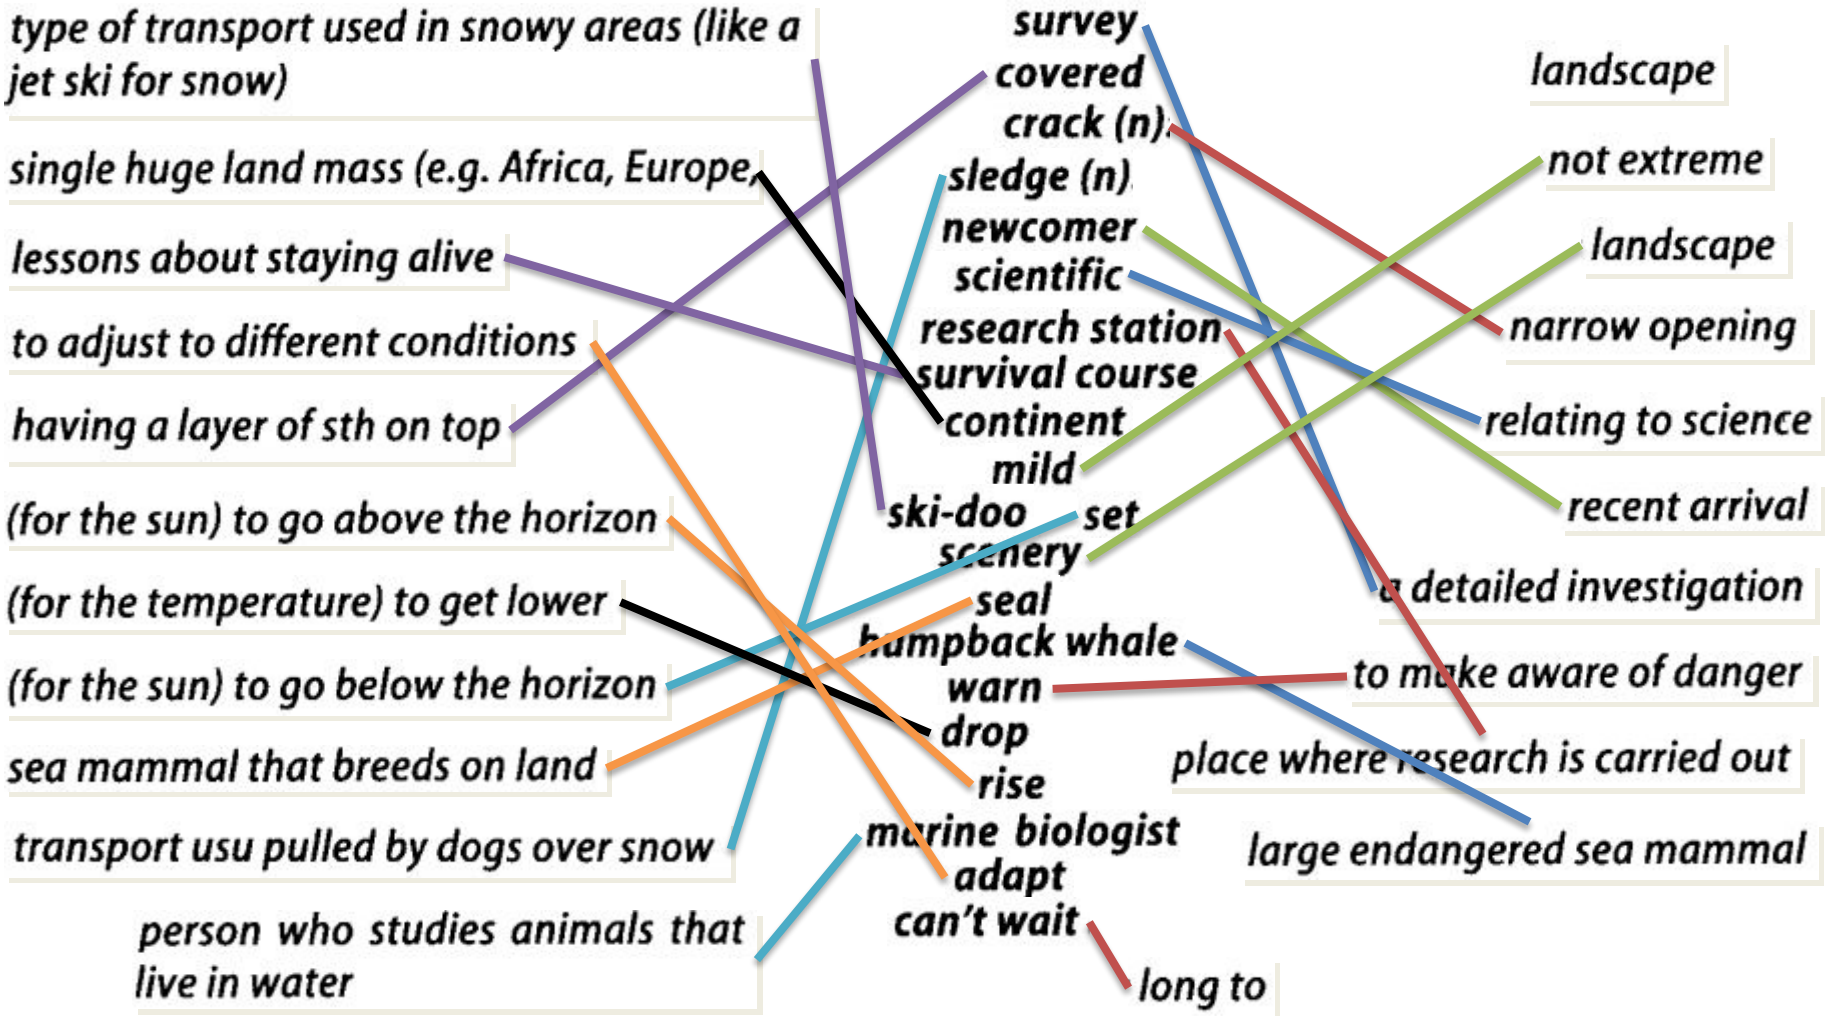 type of transport used in snowy areas (like a
jet ski for snow)
single huge land mass (e.g. Africa, Europe,
lessons about staying alive
to adjust to different conditions
having a layer of sth on top
(for the sun) to go above the horizon
(for the temperature) to get lower
(for the sun) to go below the horizon
sea mammal that breeds on land
transport usu pulled by dogs over snow
person who studies animals that
live in water
survey
covered
crack (n).
sledge (n).
newcomer
scientific
research station
survival course
continent
mild
ski-doo set
scenery
seal
humpback whale
warn
drop
rise
marine biologist
adapt
can't wait
landscape
not extreme
landscape
narrow opening
relating to science
recent arrival
a detailed investigation
to make aware of danger
place where research is carried out
large endangered sea mammal
long to